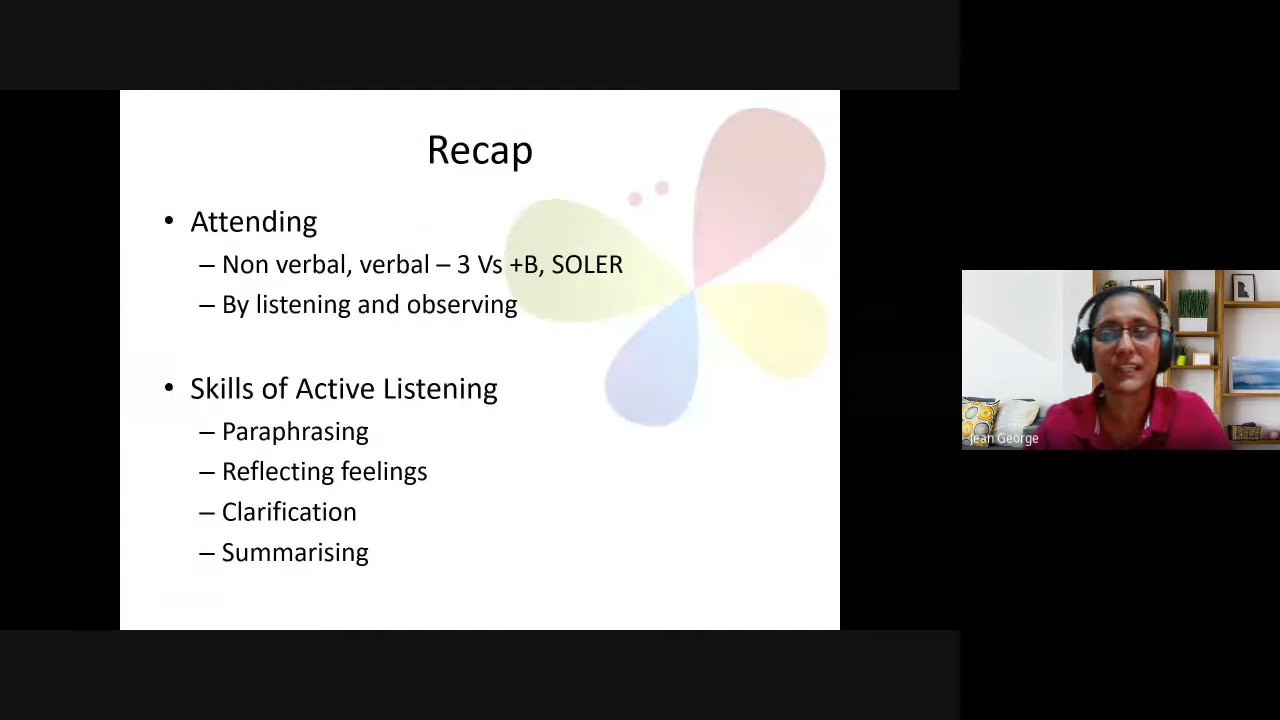 Recap
• Attending
– Non verbal, verbal – 3 Vs +B, SOLER
– By listening and observing
• Skills of Active Listening
– Paraphrasing
– Reflecting feelings
– Clarification
– Summarising
Jean George